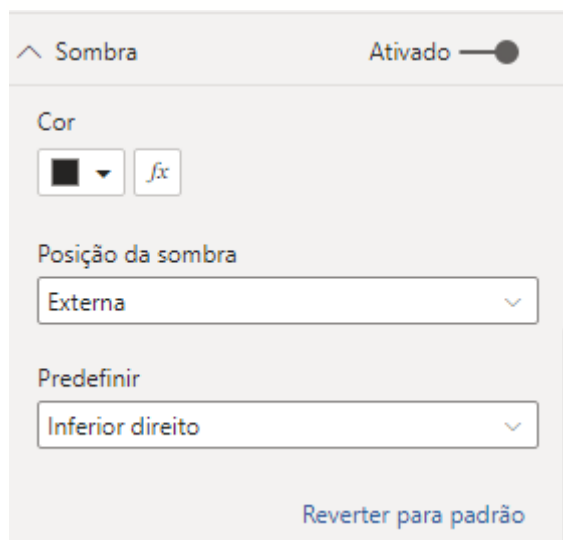 Sombra Ativado
Cor
fx
Posição da sombra
Externa
Predefinir
Inferior direito
Reverter para padrão